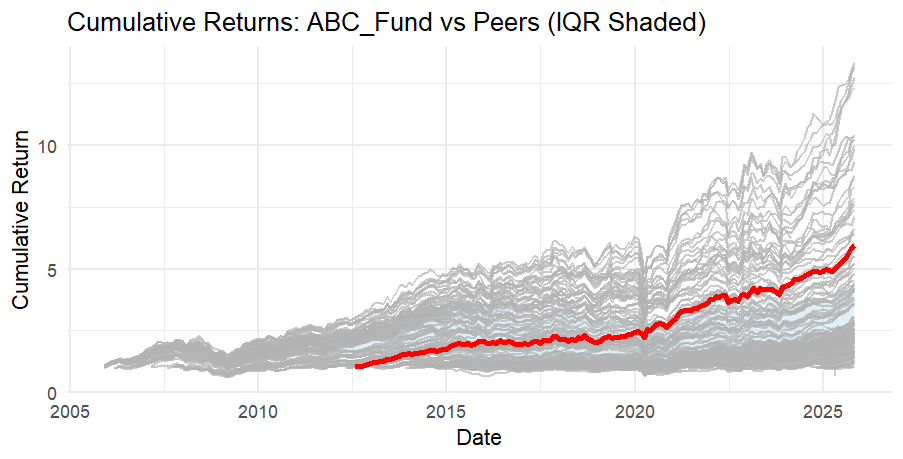 Cumulative Returns: ABC_Fund vs Peers (IQR Shaded)
Cumulative Return
10
5
0
2005 2010 2015 2020 2025
Date